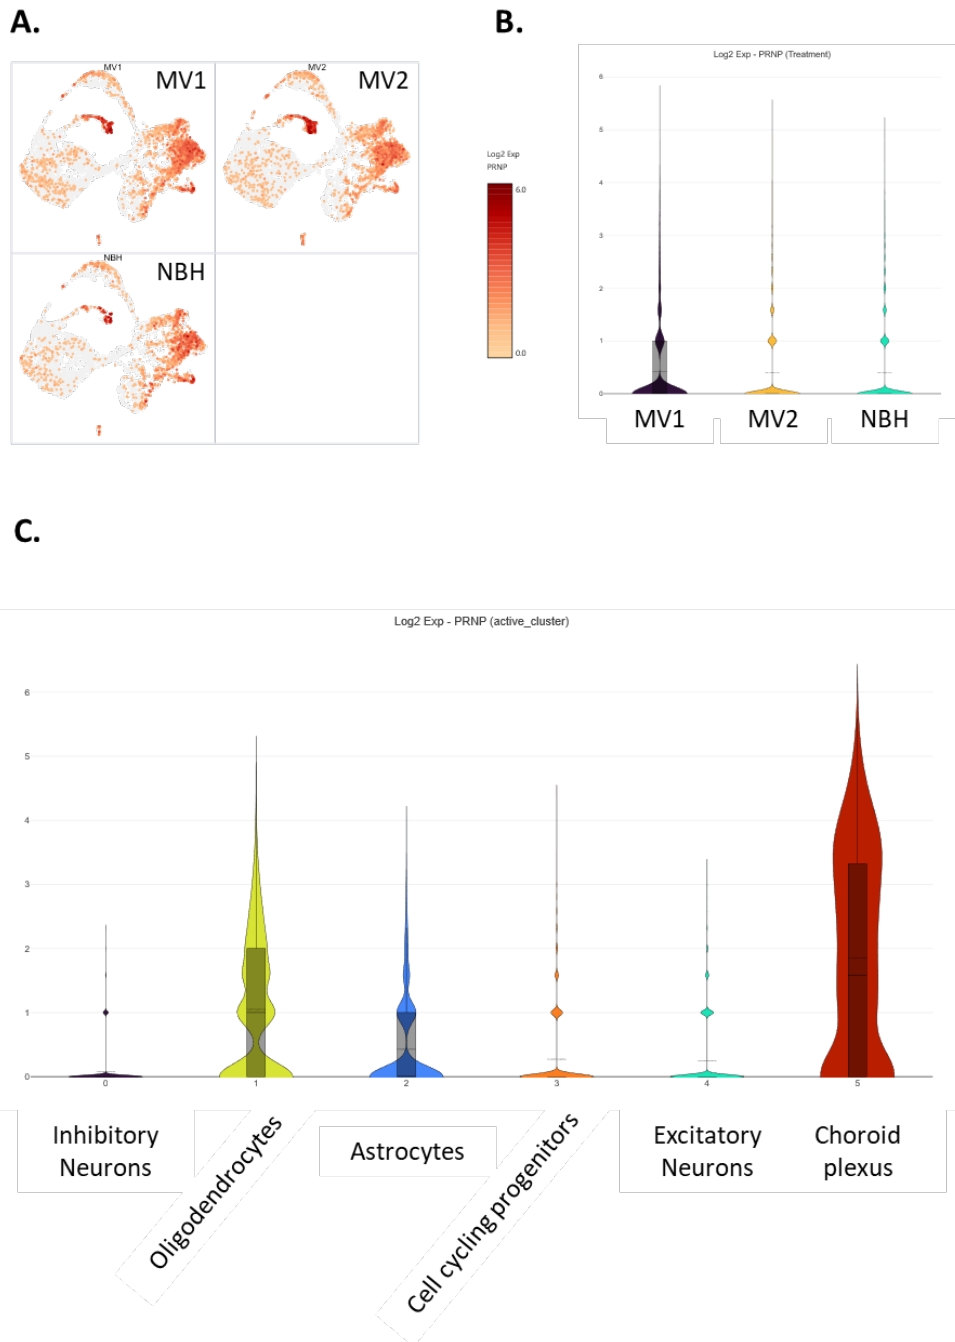 A.
MV1
MV1
MV2
MV2
NBH
NBH
Log2 Exp
PRNP
6.0
0.0
B.
Log2 Exp - PRNP (Treatment)
6
5
4
3
2
1
0
MV1
MV2
NBH
C.
Log2 Exp - PRNP (active_cluster)
6
5
4
3
2
1
0
0
1
2
3
4
5
Inhibitory
Neurons
Oligodendrocytes
Astrocytes
Cell cycling progenitors
Excitatory
Neurons
Choroid
plexus